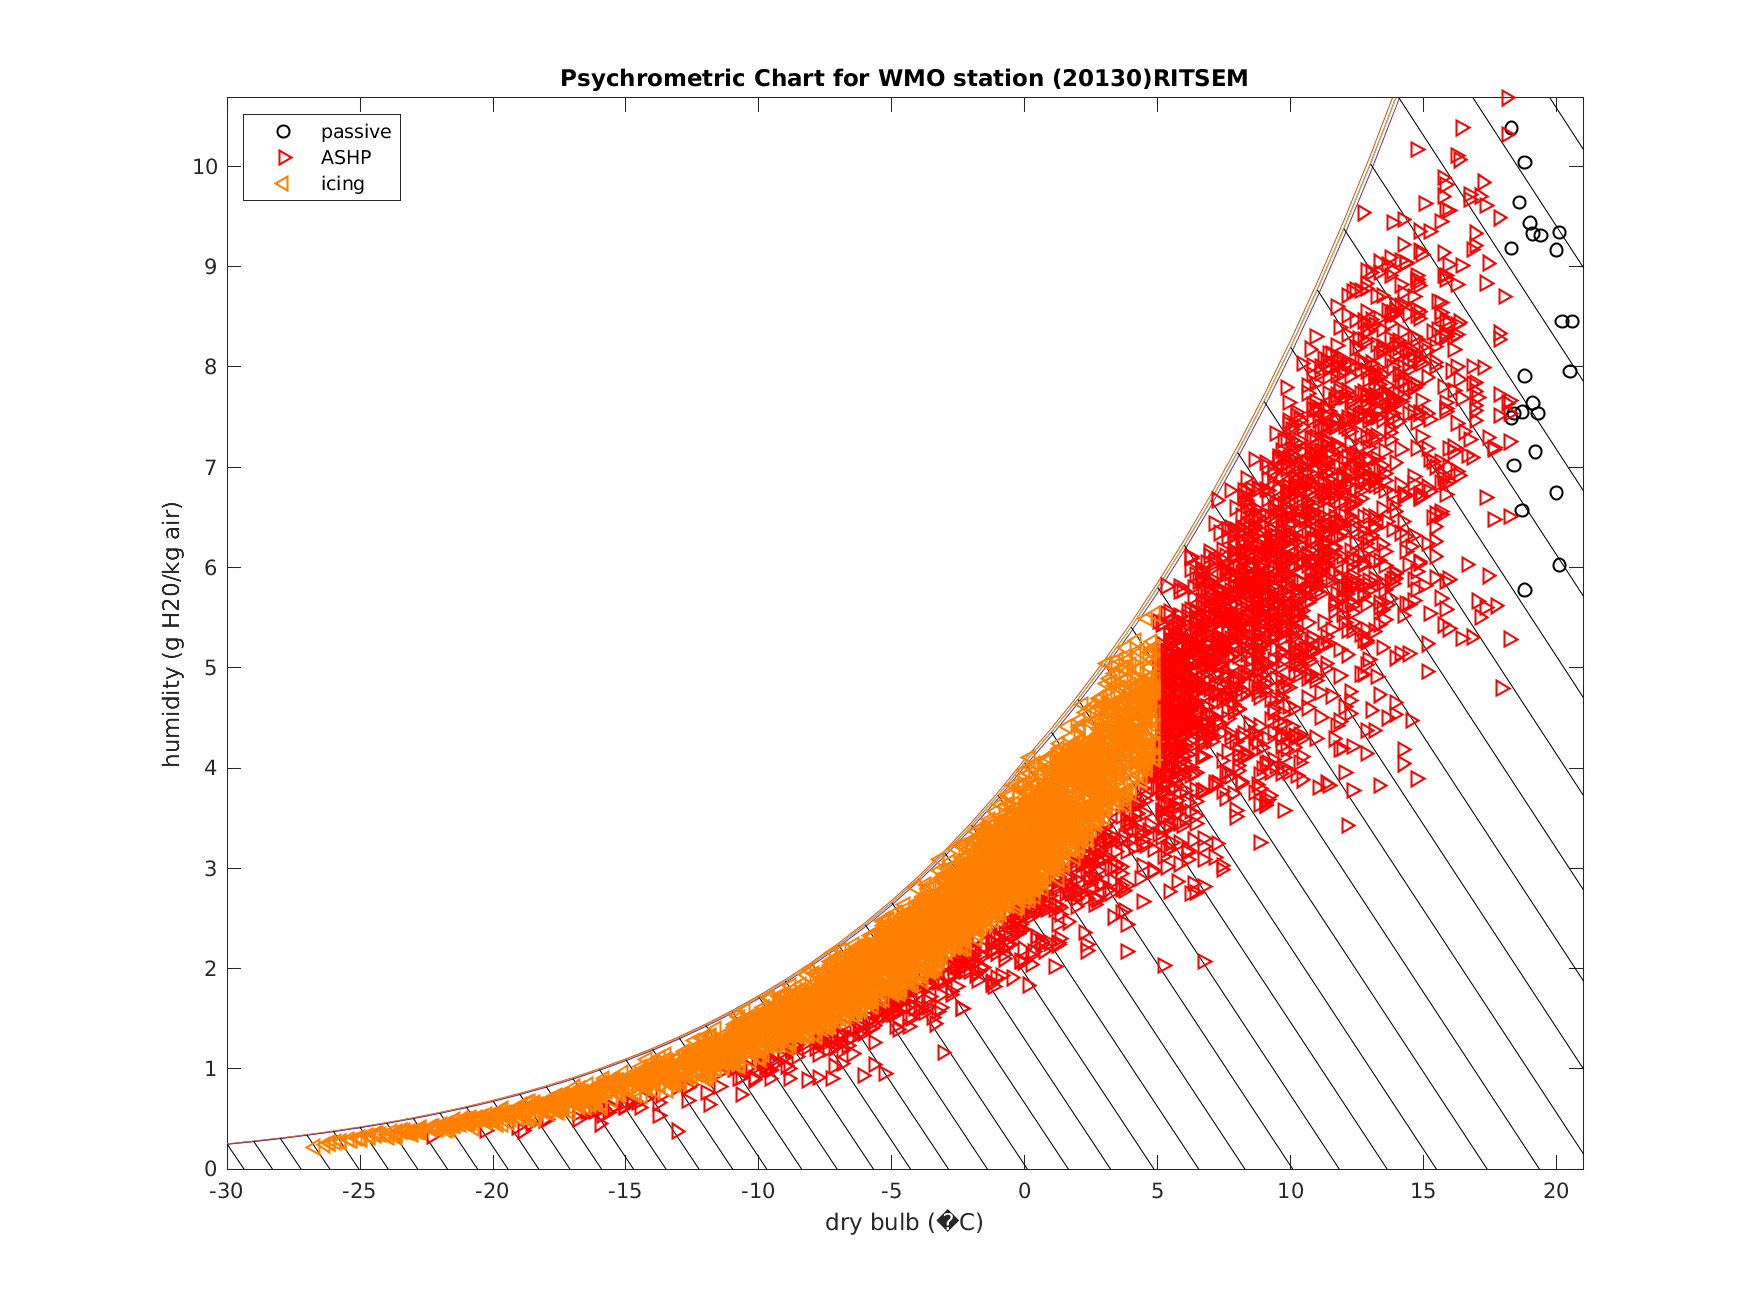 Psychrometric Chart for WMO station (20130)RITSEM
passive
ASHP
icing
10
9
8
7
6
5
4
3
2
1
0
humidity (g H20/kg air)
-30 -25 -20 -15 -10 -5 0 5 10 15 20
dry bulb (�C)